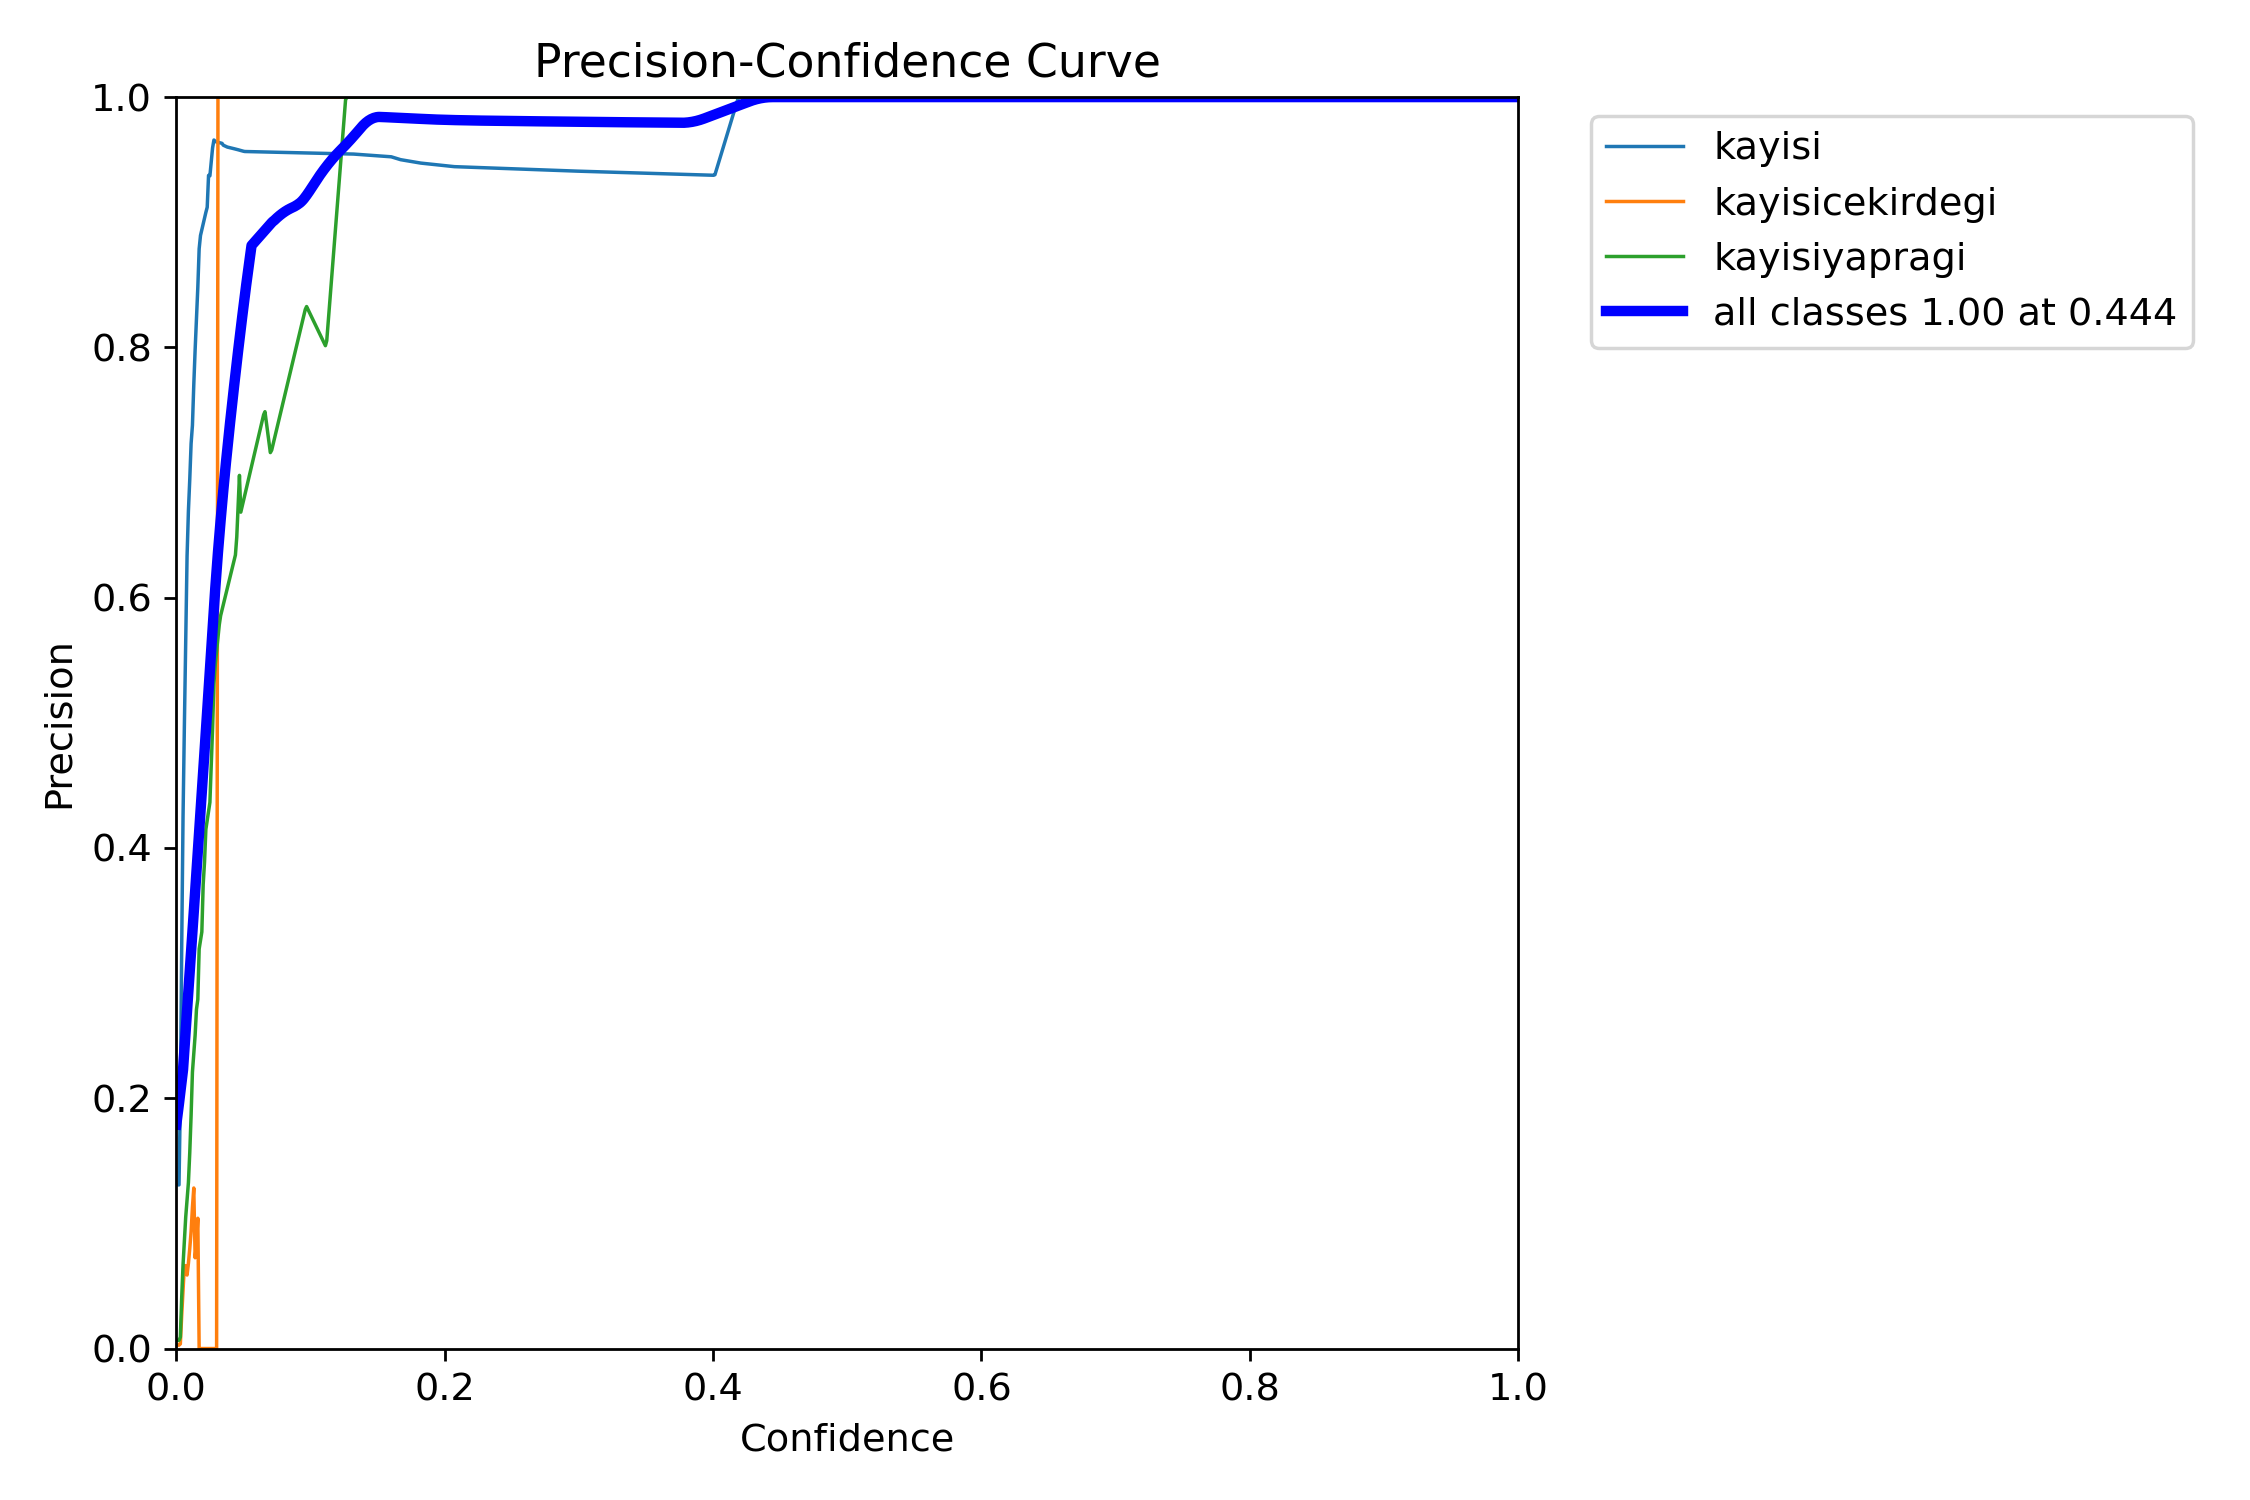 Precision-Confidence Curve
1.0
0.8
0.6
0.4
0.2
0.0
Precision
0.0 0.2 0.4 0.6 0.8 1.0
Confidence
kayisi
kayisicekirdegi
kayisiyapragi
all classes 1.00 at 0.444